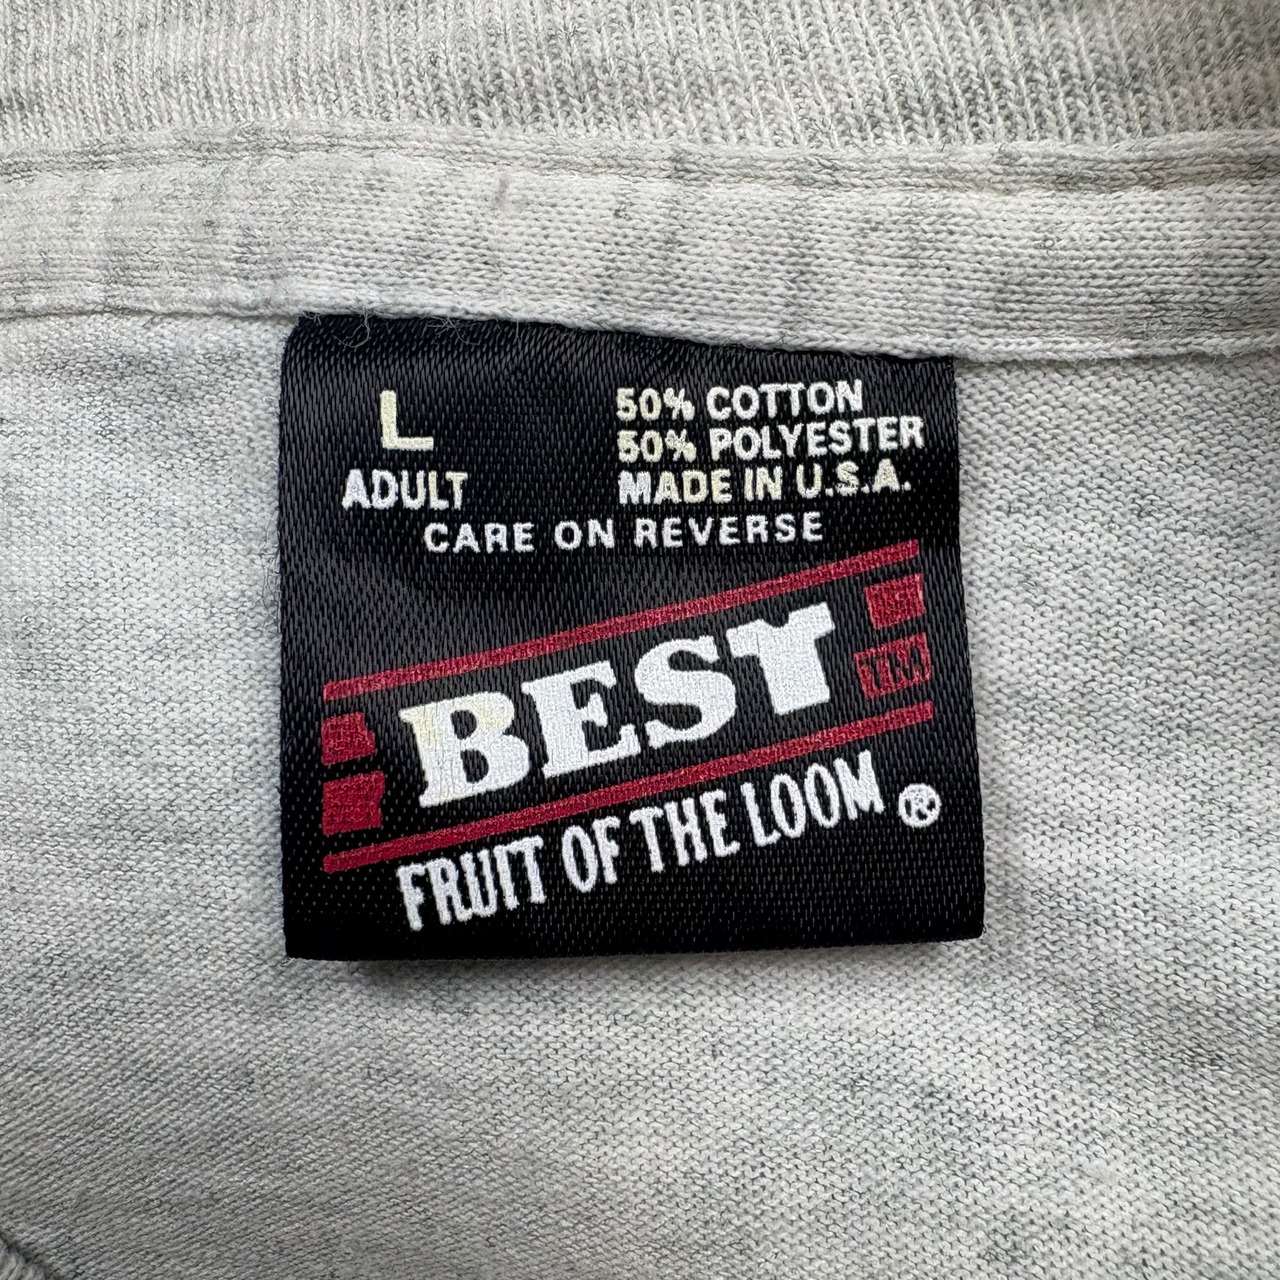 L
ADULT
50% COTTON
50% POLYESTER
MADE IN U.S.A.
CARE ON REVERSE
BEST
TM
FRUIT OF THE LOOM ®